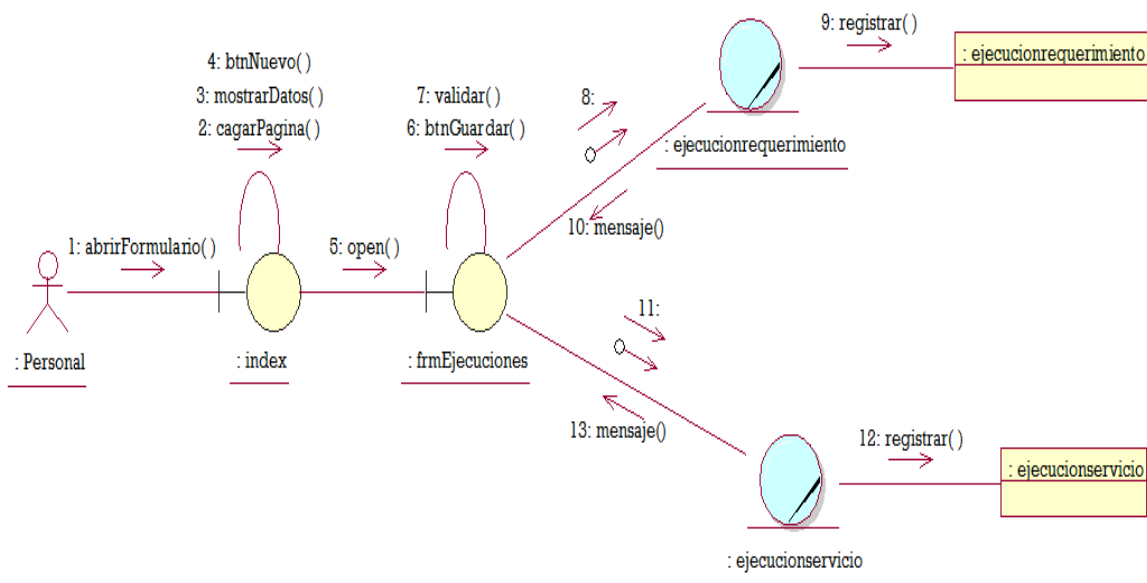 9: registrar( )
4: btnNuevo( )
: ejecucionrequerimiento
3: mostrarDatos( )
7: validar( )
8:
2: cagarPagina( )
6: btnGuardar( )
: ejecucionrequerimiento
10: mensaje()
1: abrirFormulario( )
5: open( )
11:
: Personal
: index
: frmEjecuciones
13: mensaje()
12: registrar( )
: ejecucionservicio
: ejecucionservicio